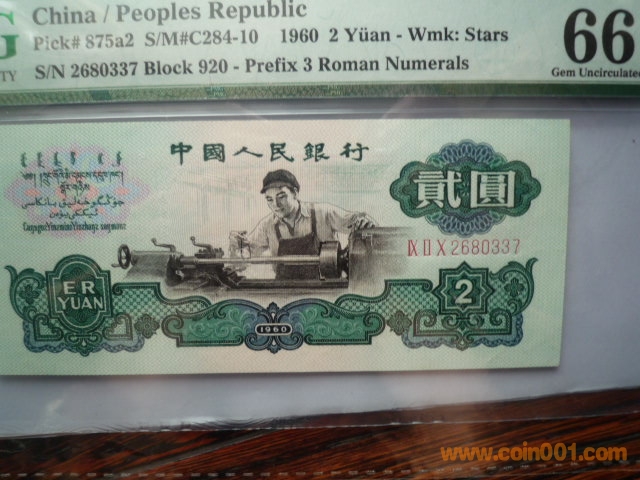 China / Peoples Republic
Pick# 875a2 S/M#C284-10 1960 2 Yüan - Wmk: Stars
S/N 2680337 Block 920 - Prefix 3 Roman Numerals
66
Gem Uncirculated
G
TY
中國人民銀行
貳圓
IX II X 2680337
ER
YUAN
2
1960
www.coin001.com